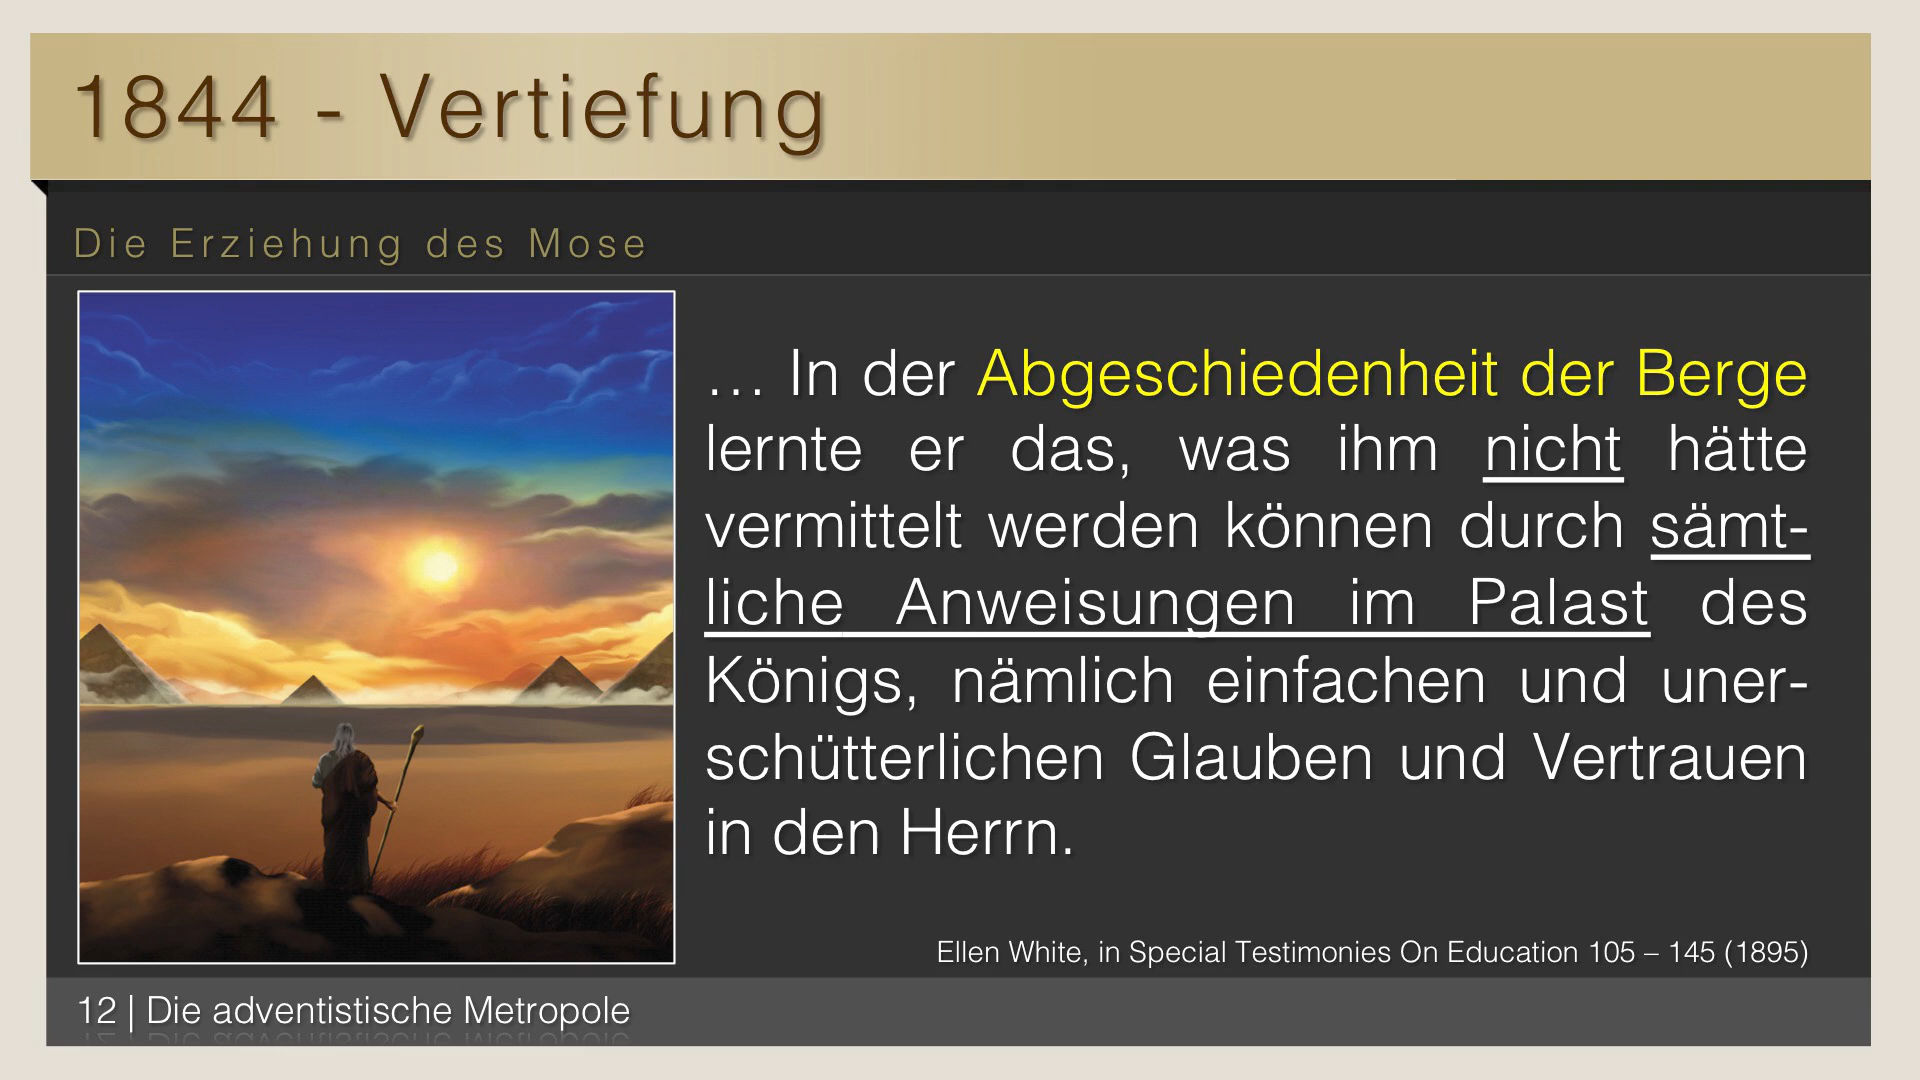 1844 - Vertiefung
Die Erziehung des Mose
… In der Abgeschiedenheit der Berge
lernte er das, was ihm nicht hätte
vermittelt werden können durch sämt-
liche Anweisungen im Palast des
Königs, nämlich einfachen und uner-
schütterlichen Glauben und Vertrauen
in den Herrn.
Ellen White, in Special Testimonies On Education 105 – 145 (1895)
12 | Die adventistische Metropole